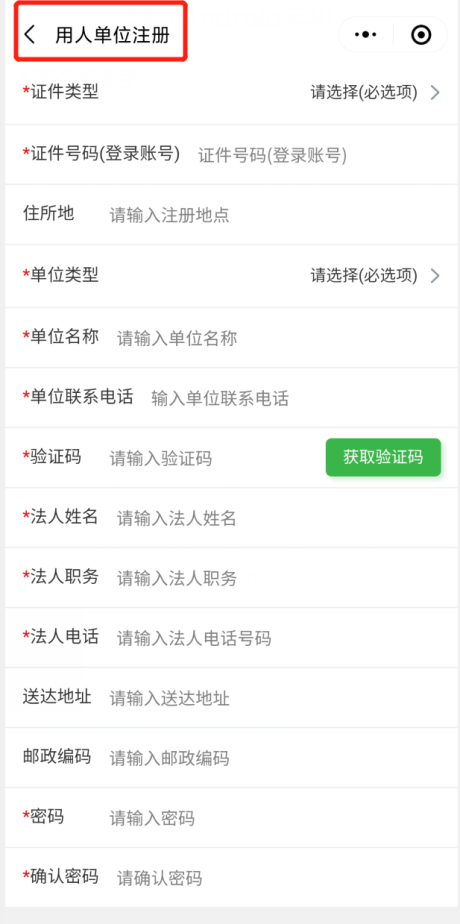 用人单位注册
*证件类型 请选择(必选项)
*证件号码(登录账号) 证件号码(登录账号)
住所地 请输入注册地点
*单位类型 请选择(必选项)
*单位名称 请输入单位名称
*单位联系电话 输入单位联系电话
*验证码 请输入验证码 获取验证码
*法人姓名 请输入法人姓名
*法人职务 请输入法人职务
*法人电话 请输入法人电话号码
送达地址 请输入送达地址
邮政编码 请输入邮政编码
*密码 请输入密码
*确认密码 请确认密码